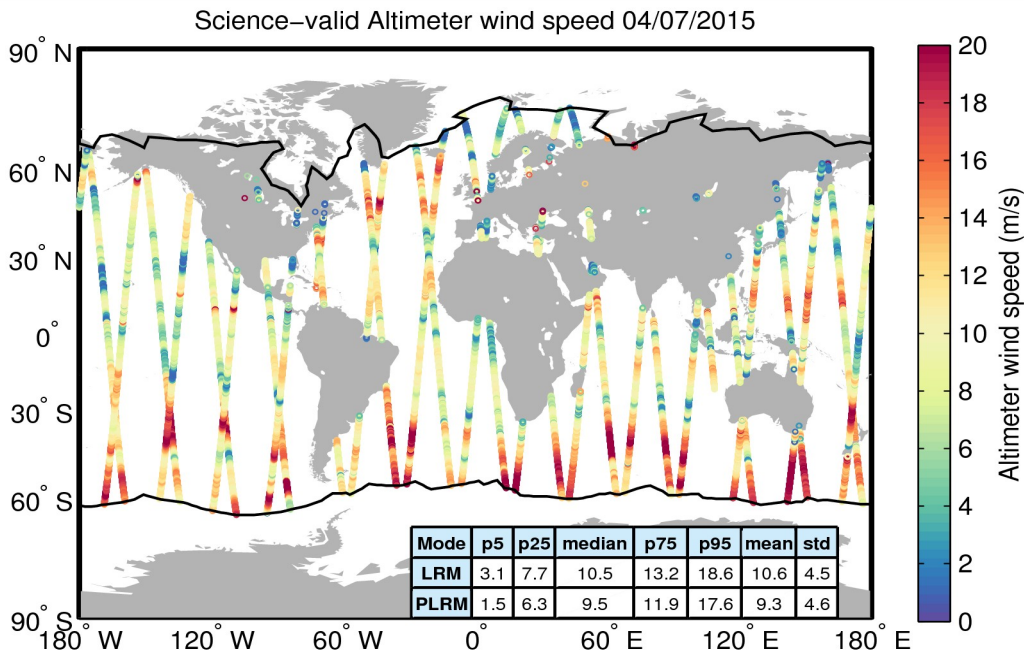 Science−valid Altimeter wind speed 04/07/2015
90° N
60° N
30° N
0°
30° S
60° S
90° S
180° W
120° W
60° W
0°
60° E
120° E
180° E
Mode p5 p25 median p75 p95 mean std
LRM 3.1 7.7 10.5 13.2 18.6 10.6 4.5
PLRM 1.5 6.3 9.5 11.9 17.6 9.3 4.6
20
18
16
14
12
10
8
6
4
2
0
Altimeter wind speed (m/s)